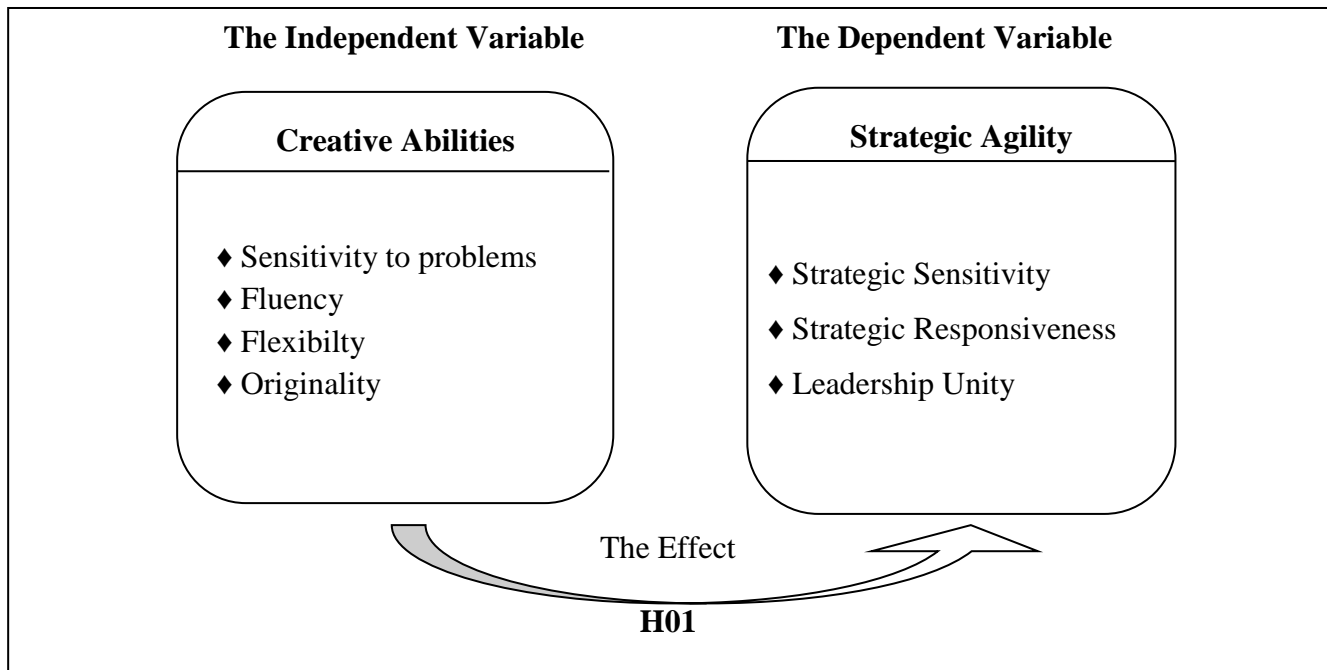 The Independent Variable
The Dependent Variable
Creative Abilities
♦ Sensitivity to problems
♦ Fluency
♦ Flexibilty
♦ Originality
Strategic Agility
♦ Strategic Sensitivity
♦ Strategic Responsiveness
♦ Leadership Unity
The Effect
H01